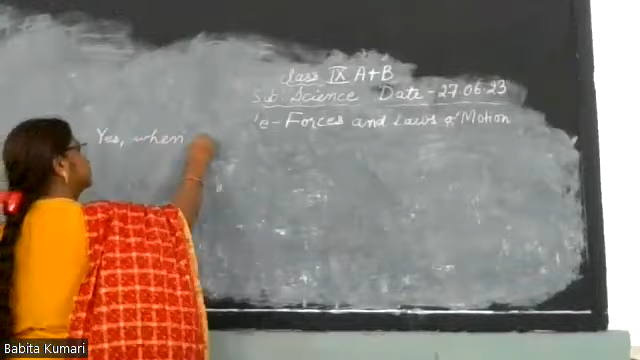 Class IX A+B
Sub: Science Date - 27.06.23
- Forces and Laws of Motion
Yes, when
Babita Kumari